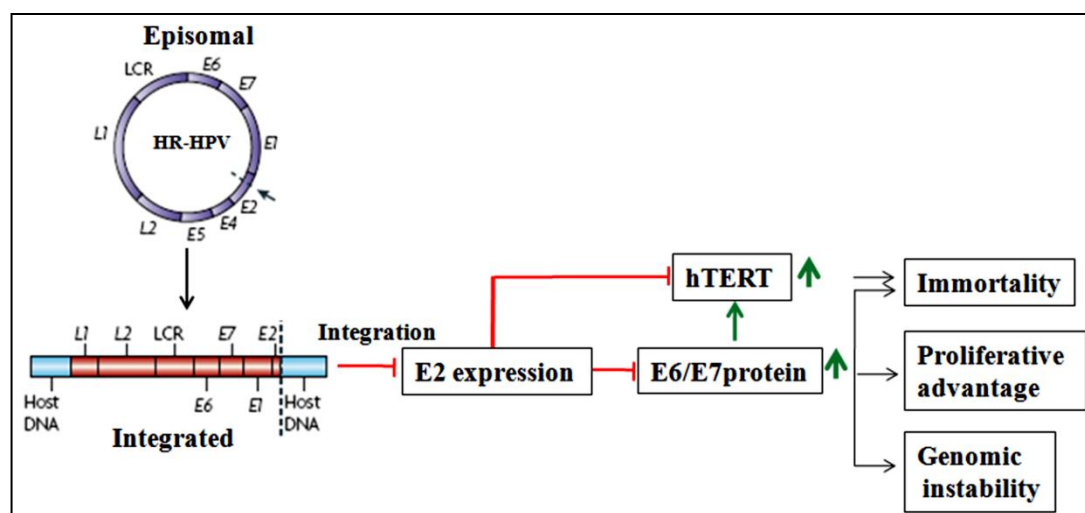 Episomal
LCR
E6
E7
L1
HR-HPV
E1
E2
E4
E5
L2
L1
L2
LCR
E7
E2
Integration
Host
DNA
E6
E1
Host
DNA
Integrated
E2 expression
hTERT
E6/E7protein
Immortality
Proliferative
advantage
Genomic
instability